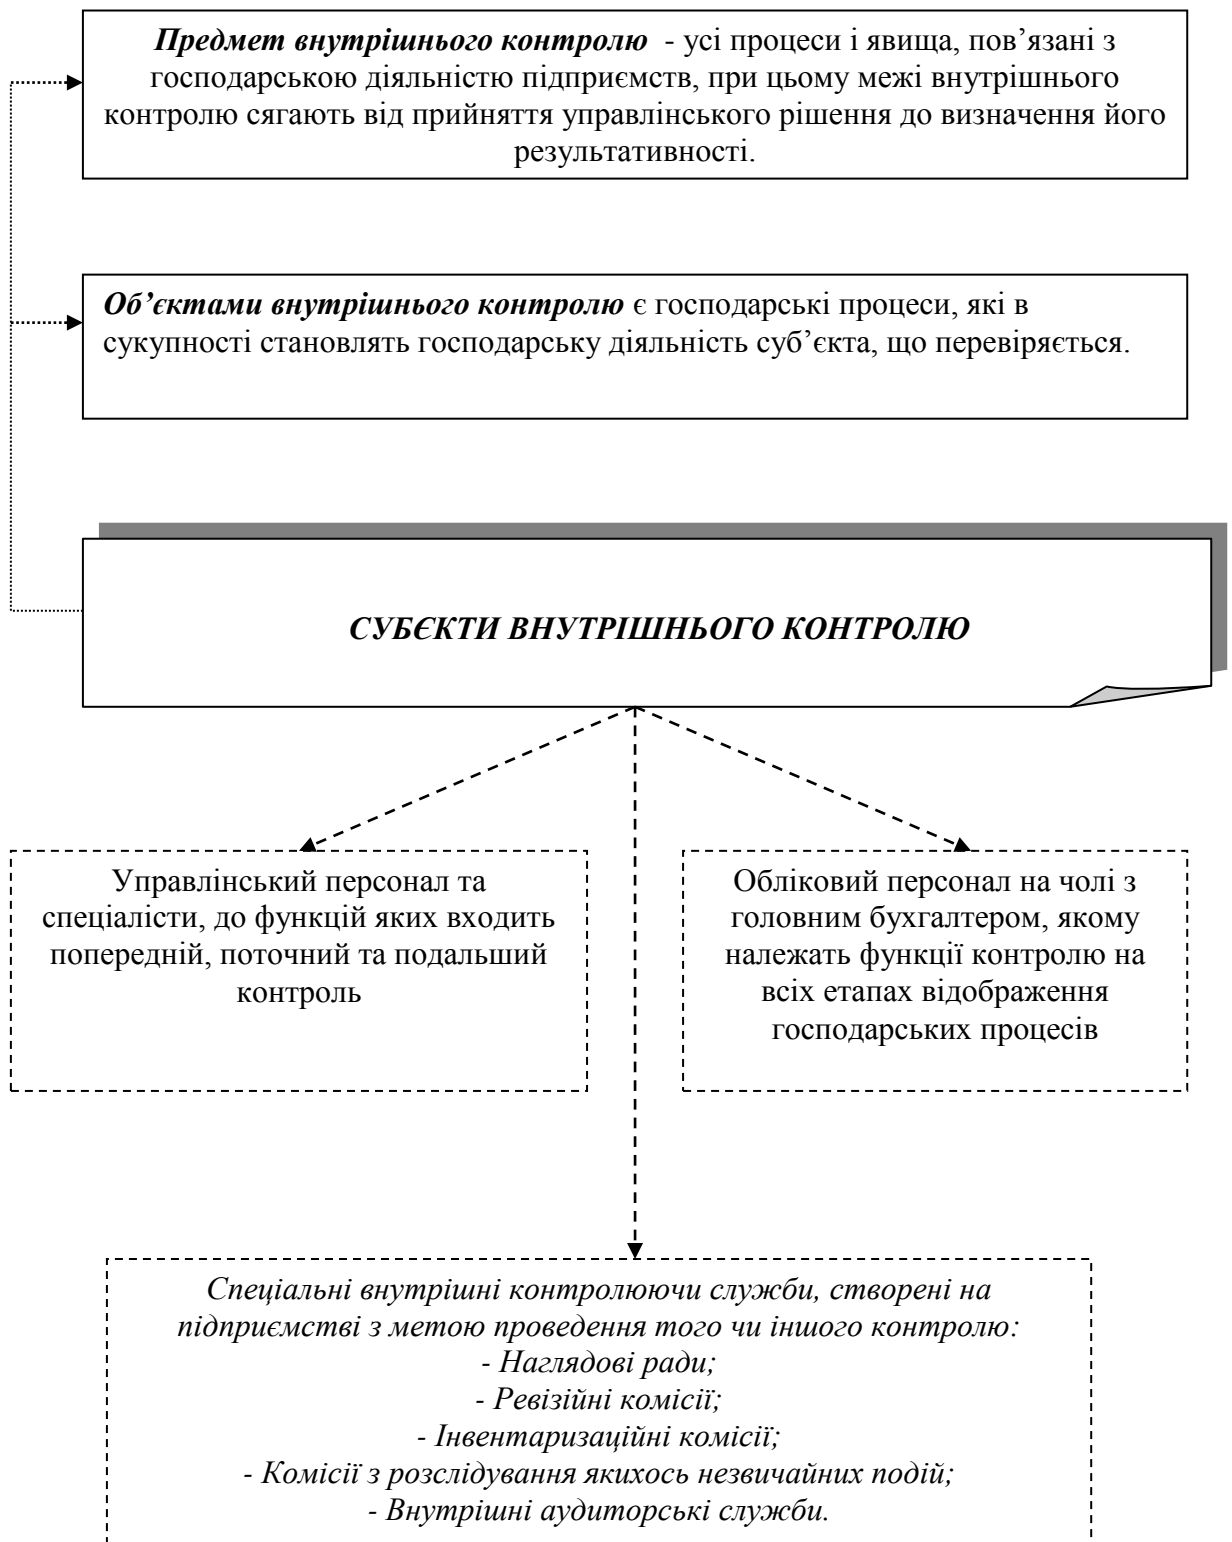 Предмет внутрішнього контролю - усі процеси і явища, пов’язані з
господарською діяльністю підприємств, при цьому межі внутрішнього
контролю сягають від прийняття управлінського рішення до визначення його
результативності.
Об’єктами внутрішнього контролю є господарські процеси, які в
сукупності становлять господарську діяльність суб’єкта, що перевіряється.
СУБЄКТИ ВНУТРІШНЬОГО КОНТРОЛЮ
Управлінський персонал та
спеціалісти, до функцій яких входить
попередній, поточний та подальший
контроль
Обліковий персонал на чолі з
головним бухгалтером, якому
належать функції контролю на
всіх етапах відображення
господарських процесів
Спеціальні внутрішні контролюючи служби, створені на
підприємстві з метою проведення того чи іншого контролю:
- Наглядові ради;
- Ревізійні комісії;
- Інвентаризаційні комісії;
- Комісії з розслідування якихось незвичайних подій;
- Внутрішні аудиторські служби.